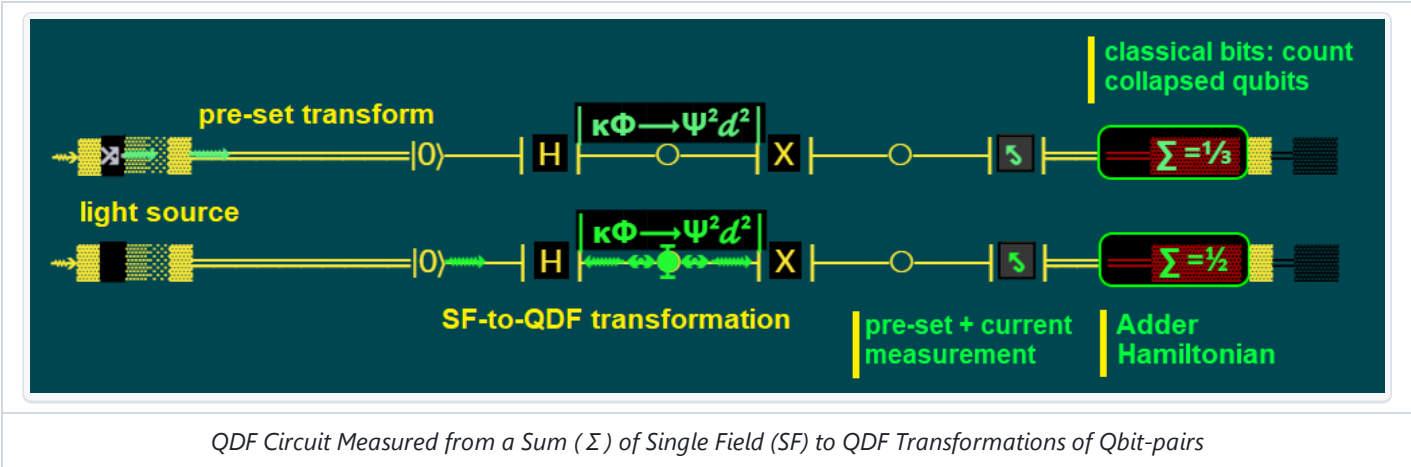 classical bits: count
collapsed qubits
pre-set transform
κΦ⟶Ψ²d²
|0⟩ H X Σ=⅓
light source
κΦ⟶Ψ²d²
|0⟩ H X Σ=½
SF-to-QDF transformation
pre-set + current
measurement
Adder
Hamiltonian
QDF Circuit Measured from a Sum (Σ) of Single Field (SF) to QDF Transformations of Qbit-pairs